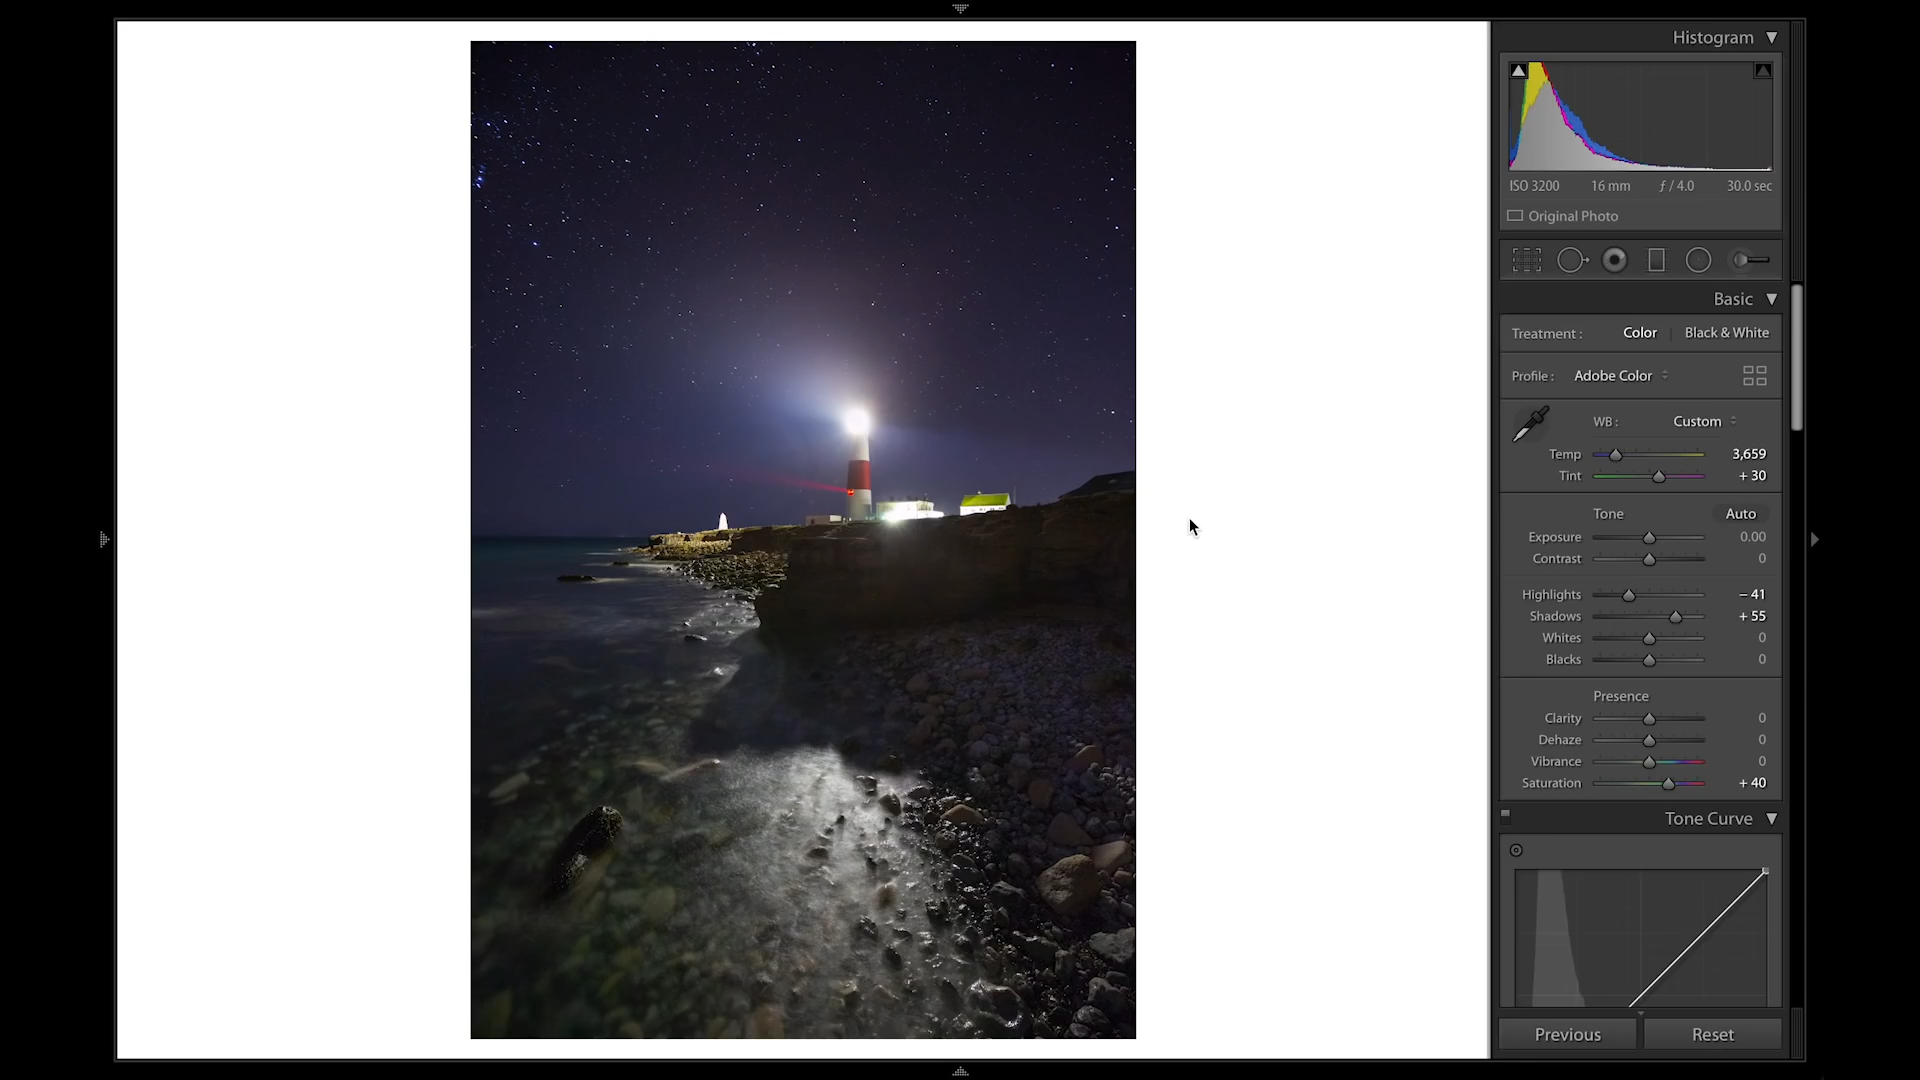 Histogram
ISO 3200 16 mm ƒ / 4.0 30.0 sec
Original Photo
Basic
Treatment : Color Black & White
Profile : Adobe Color
WB : Custom
Temp 3,659
Tint + 30
Tone Auto
Exposure 0.00
Contrast 0
Highlights – 41
Shadows + 55
Whites 0
Blacks 0
Presence
Clarity 0
Dehaze 0
Vibrance 0
Saturation + 40
Tone Curve
Previous Reset